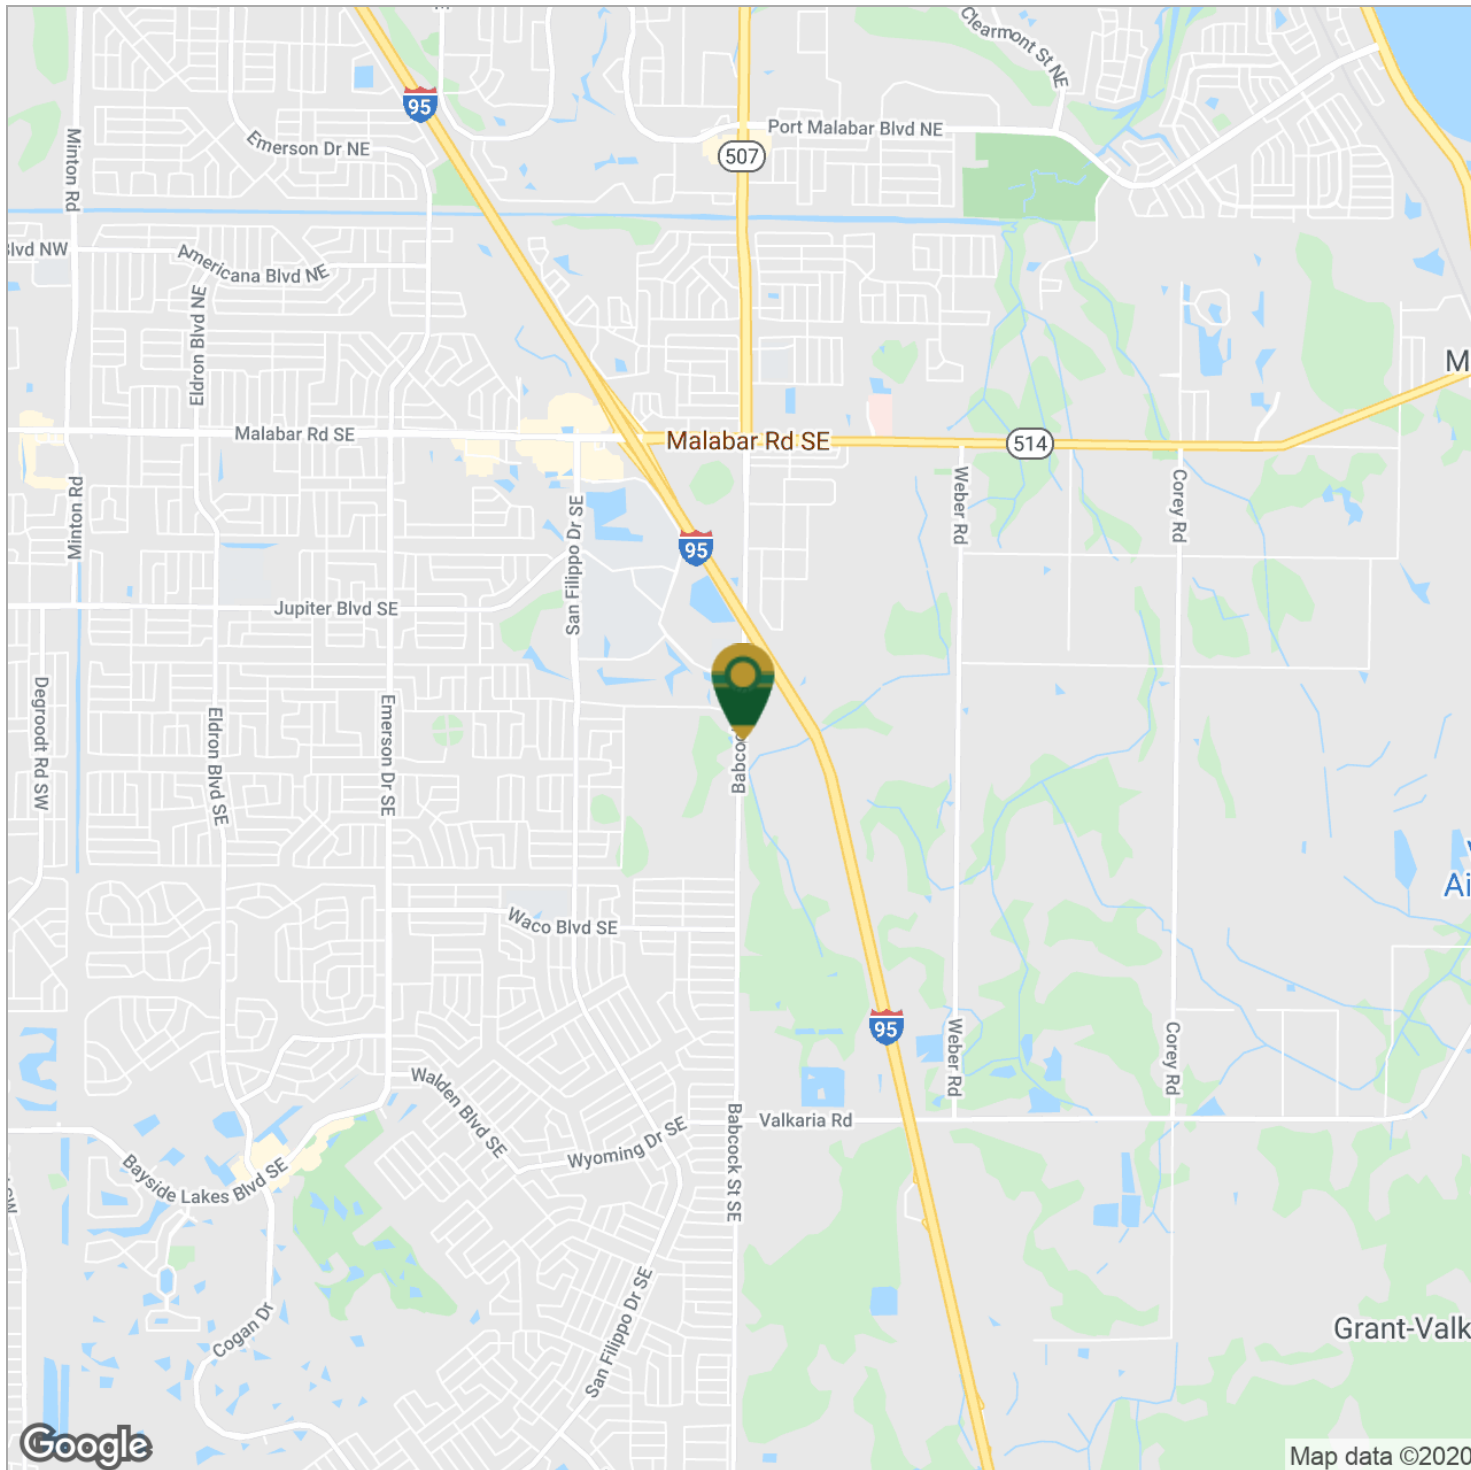 Clearmont St NE
95
Port Malabar Blvd NE
Emerson Dr NE
507
Minton Rd
Blvd NW
Americana Blvd NE
Eldron Blvd NE
M
Malabar Rd SE
Malabar Rd SE
514
Minton Rd
Weber Rd
Corey Rd
San Filippo Dr SE
95
Jupiter Blvd SE
Degroodt Rd SW
Eldron Blvd SE
Emerson Dr SE
Babcoc
Ai
Waco Blvd SE
95
Weber Rd
Corey Rd
Walden Blvd SE
Babcock St SE
Valkaria Rd
Wyoming Dr SE
Bayside Lakes Blvd SE
San Filippo Dr SE
Cogan Dr
Grant-Valk
Google
Map data ©2020